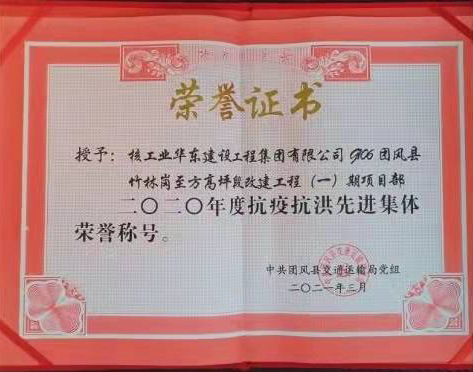 荣誉证书
授予：核工业华东建设工程集团有限公司G106团风县
竹林岗至方高坪段改建工程（一）期项目部
二〇二〇年度抗疫抗洪先进集体
荣誉称号。
中共团风县交通运输局党组
二〇二一年三月